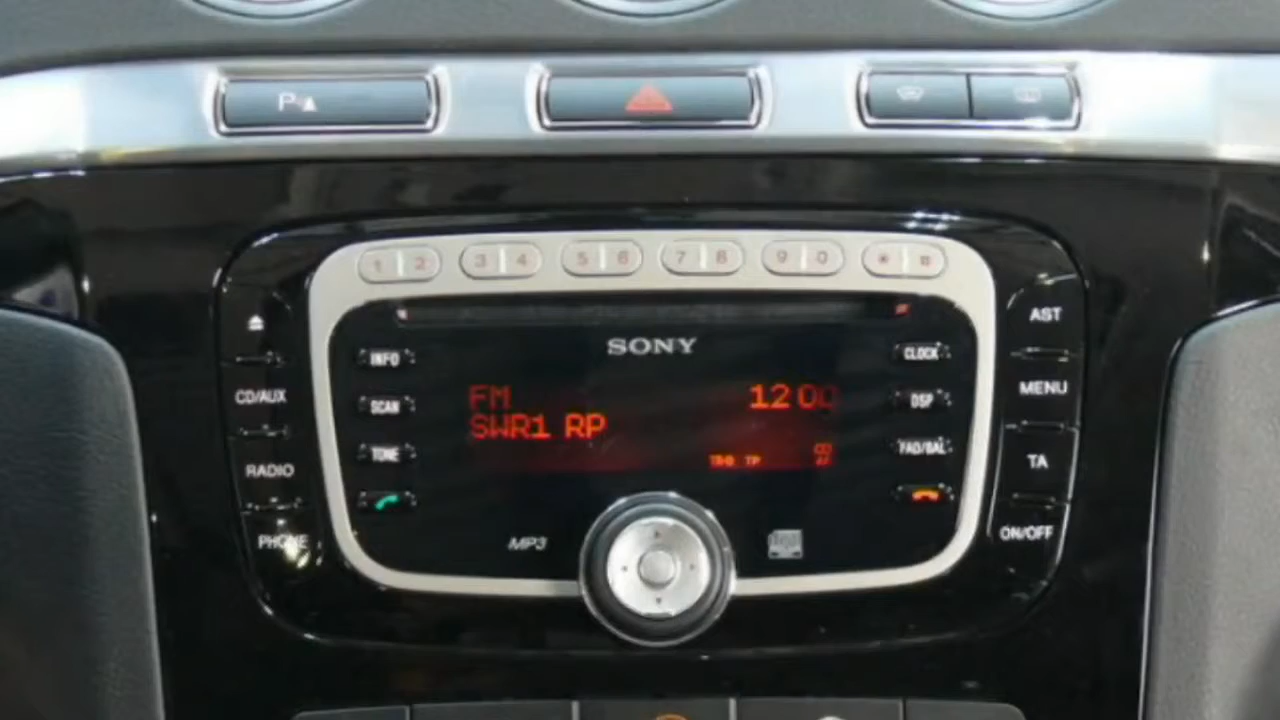 P
1 2 3 4 5 6 7 8 9 0 * #
AST
SONY
INFO
CLOCK
FM 12 00
CD/AUX
MENU
SCAN
DSP
SWR1 RP
TONE
FAD/BAL
TP
RADIO
TA
ON/OFF
PHONE
MP3